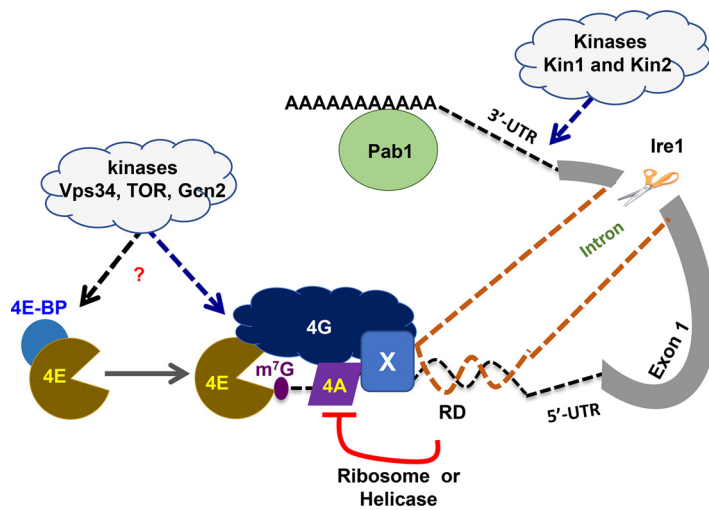 Kinases
Kin1 and Kin2
AAAAAAAAAAA
3’-UTR
Pab1
Ire1
kinases
Vps34, TOR, Gcn2
Intron
?
4E-BP
4G
4E
4E
m⁷G
4A
X
RD
5’-UTR
Exon 1
Ribosome or
Helicase